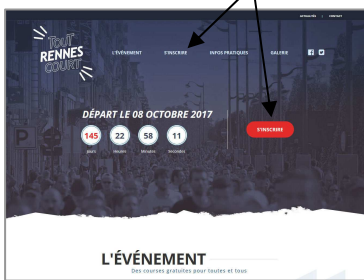 ACTUALITÉS | CONTACT
TOUT
RENNES
COURT
L'ÉVÉNEMENT S'INSCRIRE INFOS PRATIQUES GALERIE
DÉPART LE 08 OCTOBRE 2017
145 22 58 11
jours heures minutes secondes
S'INSCRIRE
L'ÉVÉNEMENT
Des courses gratuites pour toutes et tous